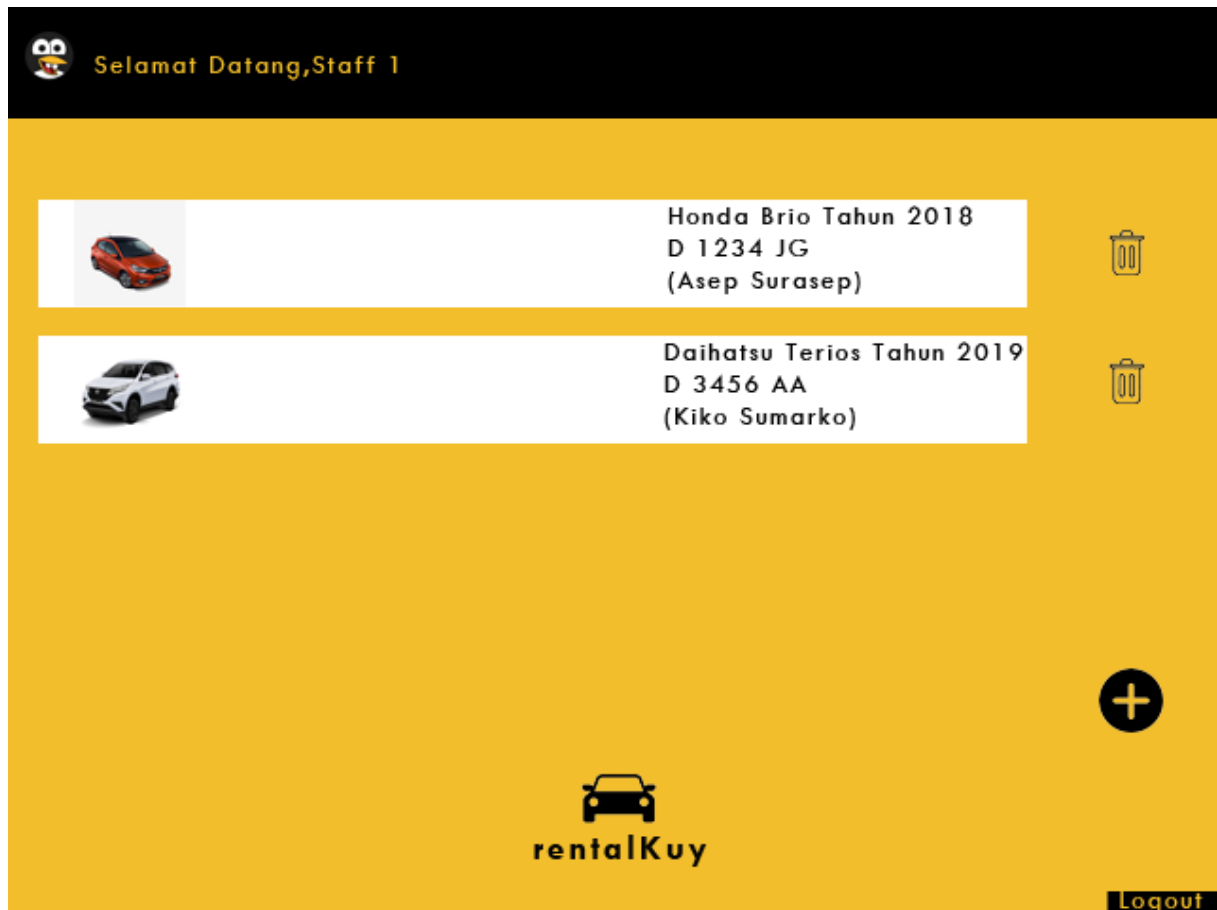 Selamat Datang,Staff 1
Honda Brio Tahun 2018
D 1234 JG
(Asep Surasep)
Daihatsu Terios Tahun 2019
D 3456 AA
(Kiko Sumarko)
rentalKuy
Logout